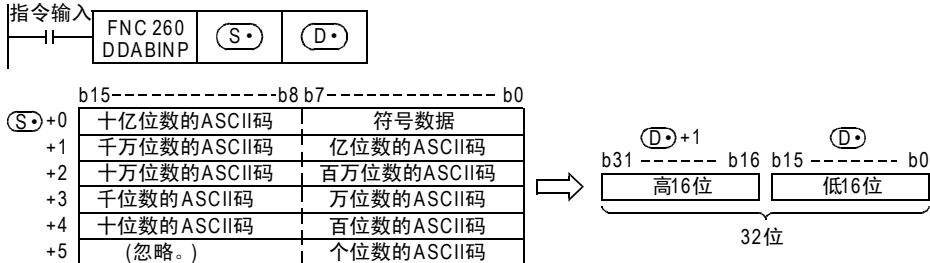 指令输入
FNC 260
DDABINP
S• D•
b15 b8 b7 b0
S• +0 十亿位数的ASCII码 符号数据
+1 千万位数的ASCII码 亿位数的ASCII码
+2 十万位数的ASCII码 百万位数的ASCII码
+3 千位数的ASCII码 万位数的ASCII码
+4 十位数的ASCII码 百位数的ASCII码
+5 (忽略。) 个位数的ASCII码
D• +1 D•
b31 b16 b15 b0
高16位 低16位
32位